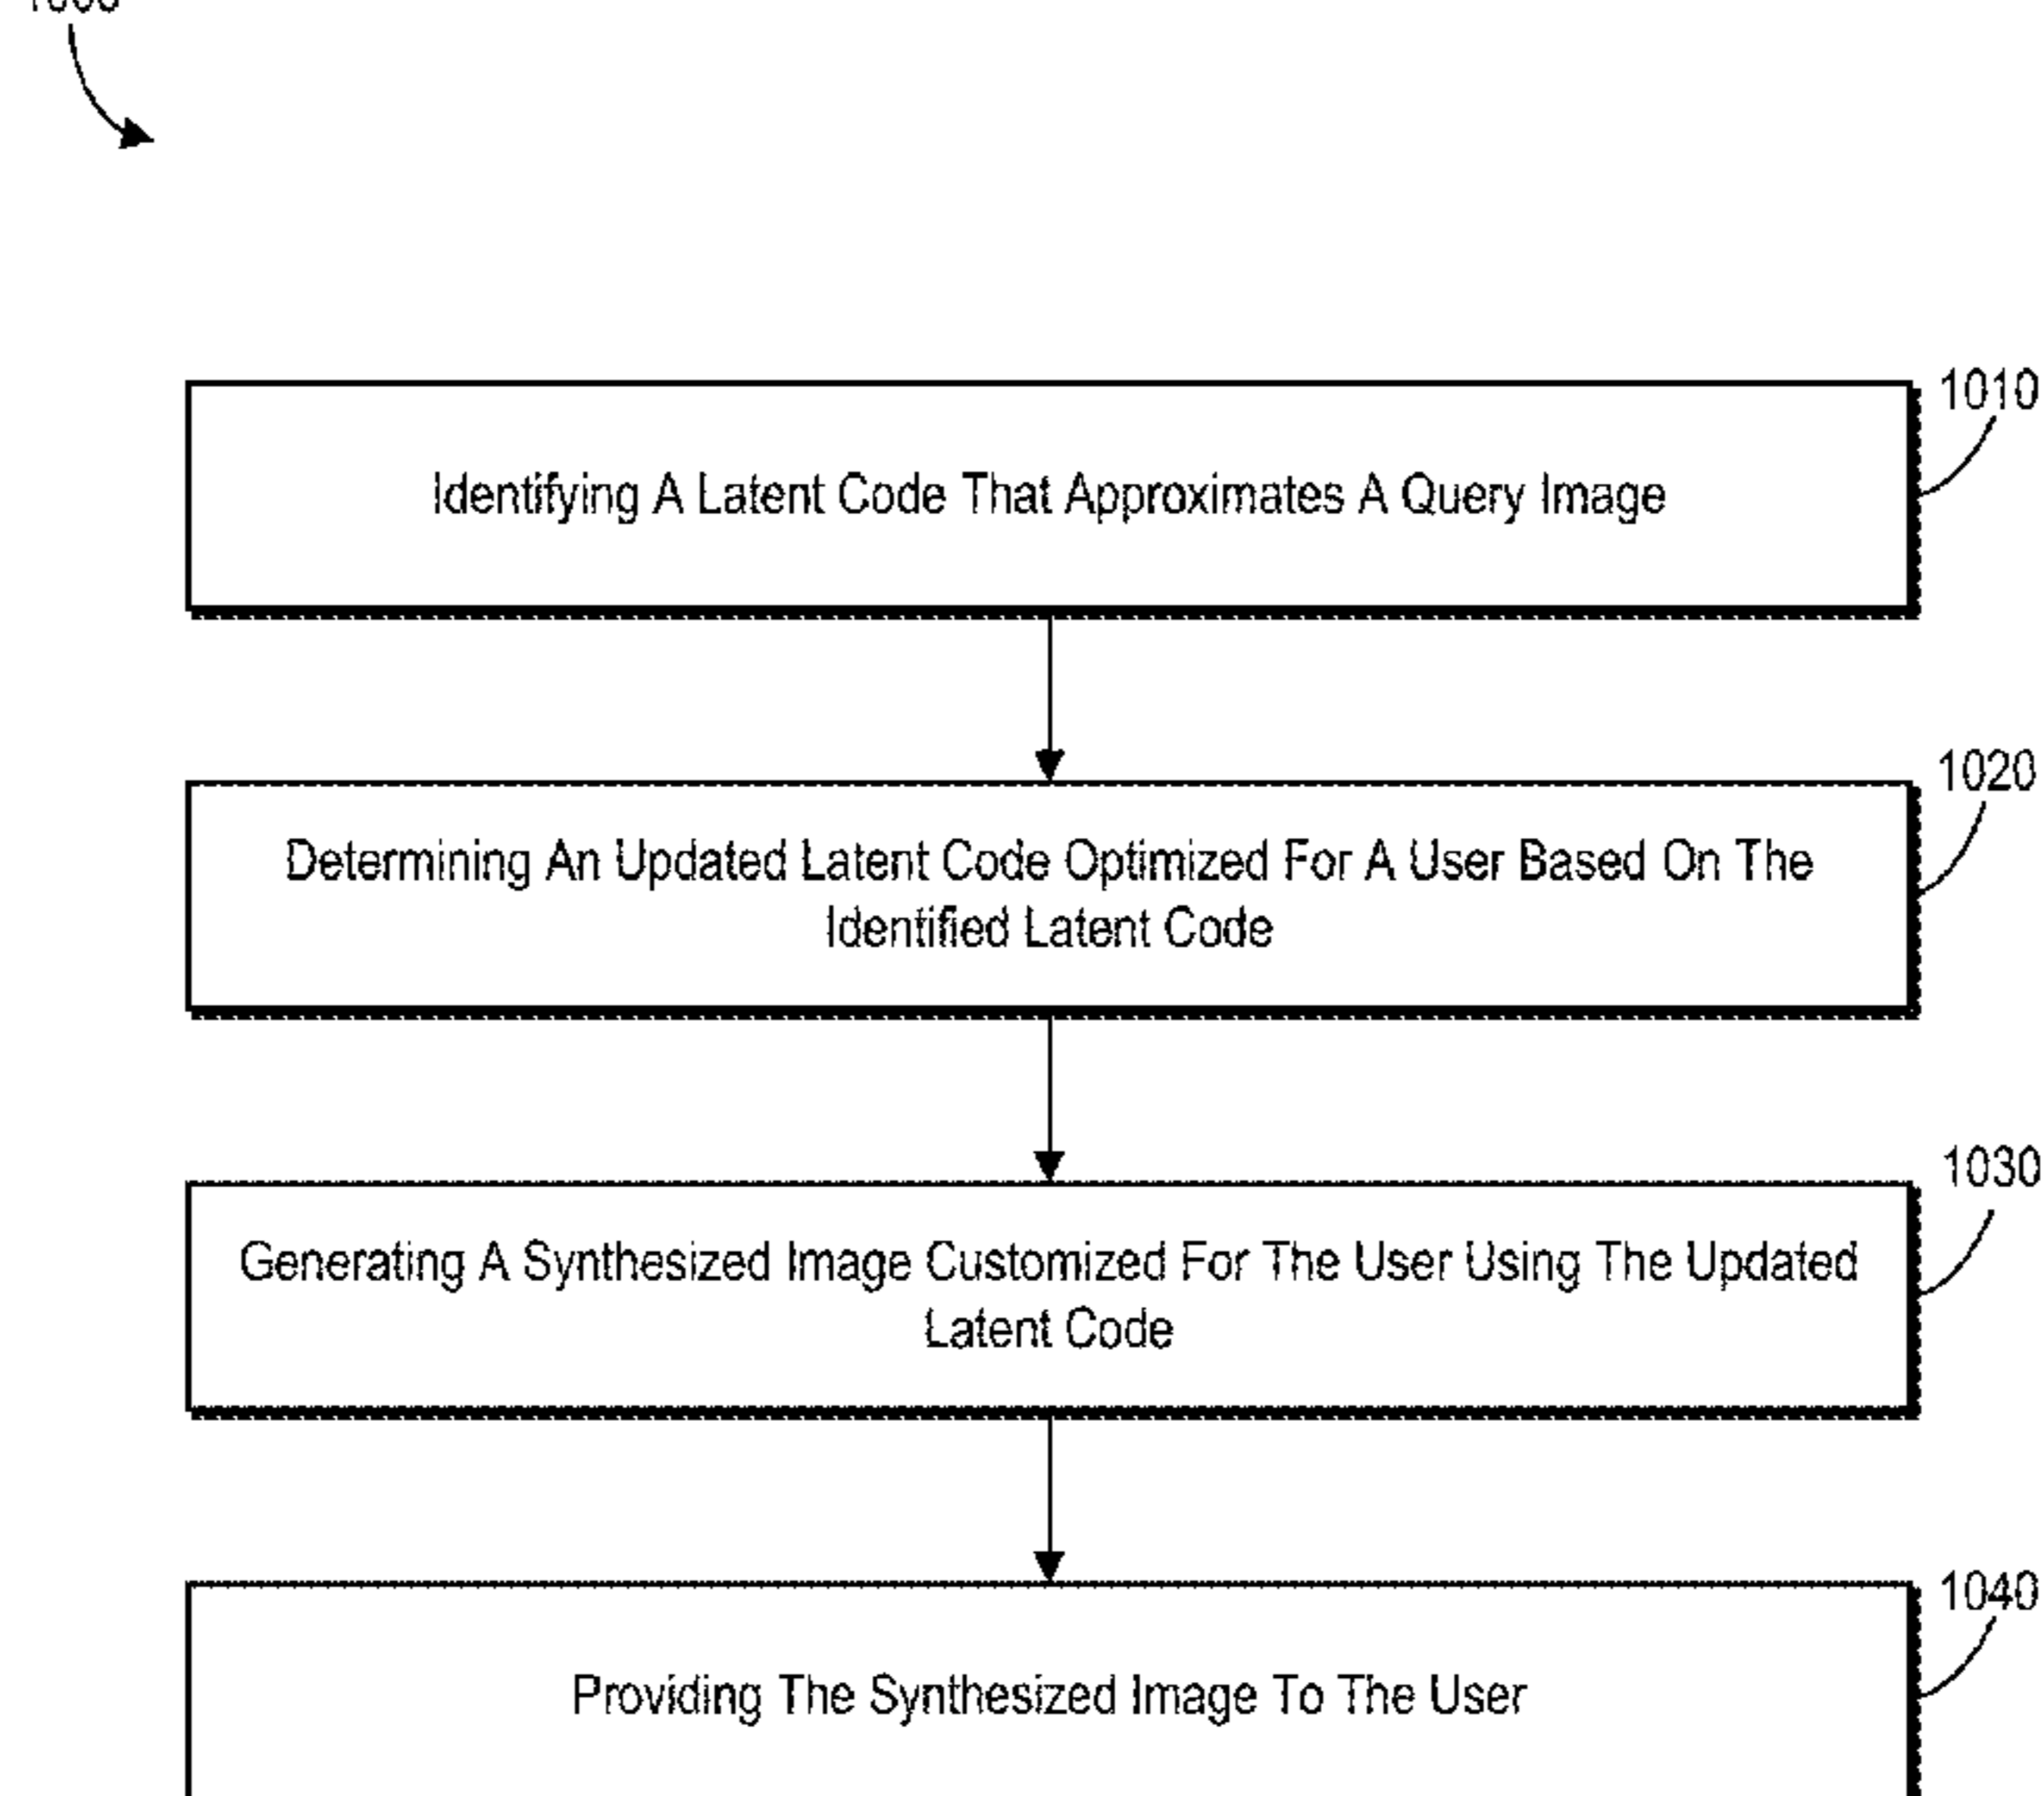 1010
Identifying A Latent Code That Approximates A Query Image
1020
Determining An Updated Latent Code Optimized For A User Based On The
Identified Latent Code
1030
Generating A Synthesized Image Customized For The User Using The Updated
Latent Code
1040
Providing The Synthesized Image To The User